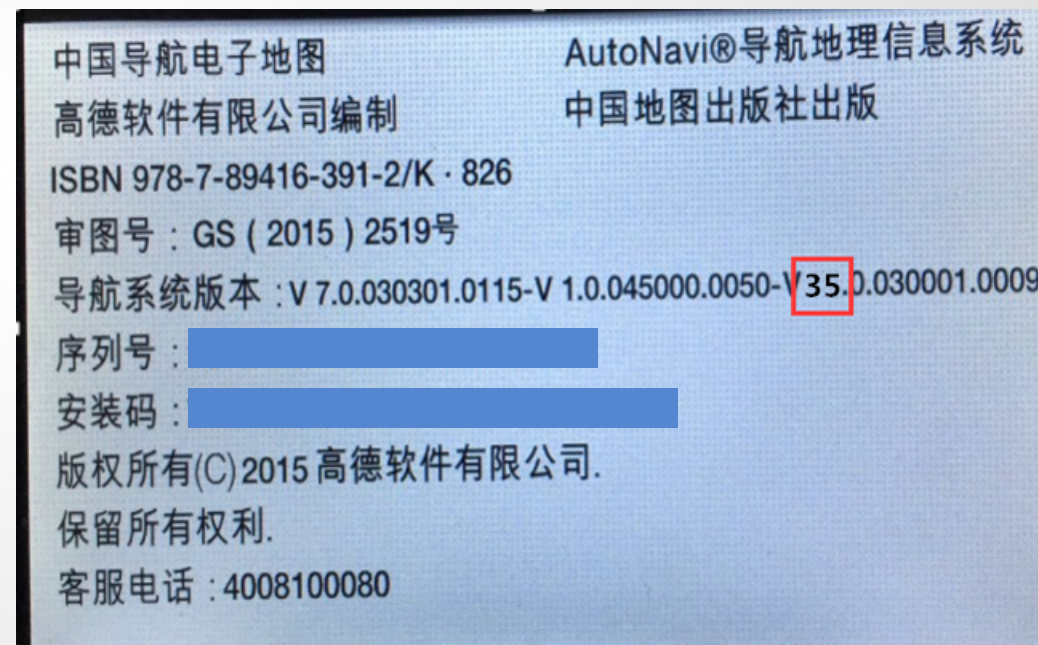 中国导航电子地图 AutoNavi®导航地理信息系统
高德软件有限公司编制 中国地图出版社出版
ISBN 978-7-89416-391-2/K · 826
审图号：GS（2015）2519号
导航系统版本：V 7.0.030301.0115-V 1.0.045000.0050-V35.0.030001.0009
序列号：
安装码：
版权所有(C)2015 高德软件有限公司.
保留所有权利.
客服电话：4008100080